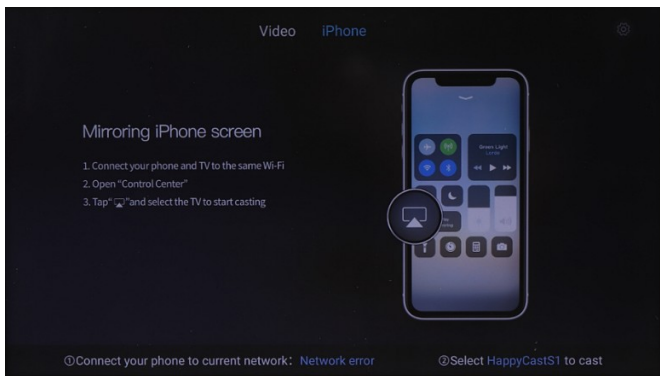 Video iPhone
Mirroring iPhone screen
1. Connect your phone and TV to the same Wi-Fi
2. Open “Control Center”
3. Tap“ ”and select the TV to start casting
Green Light
①Connect your phone to current network: Network error ②Select HappyCastS1 to cast